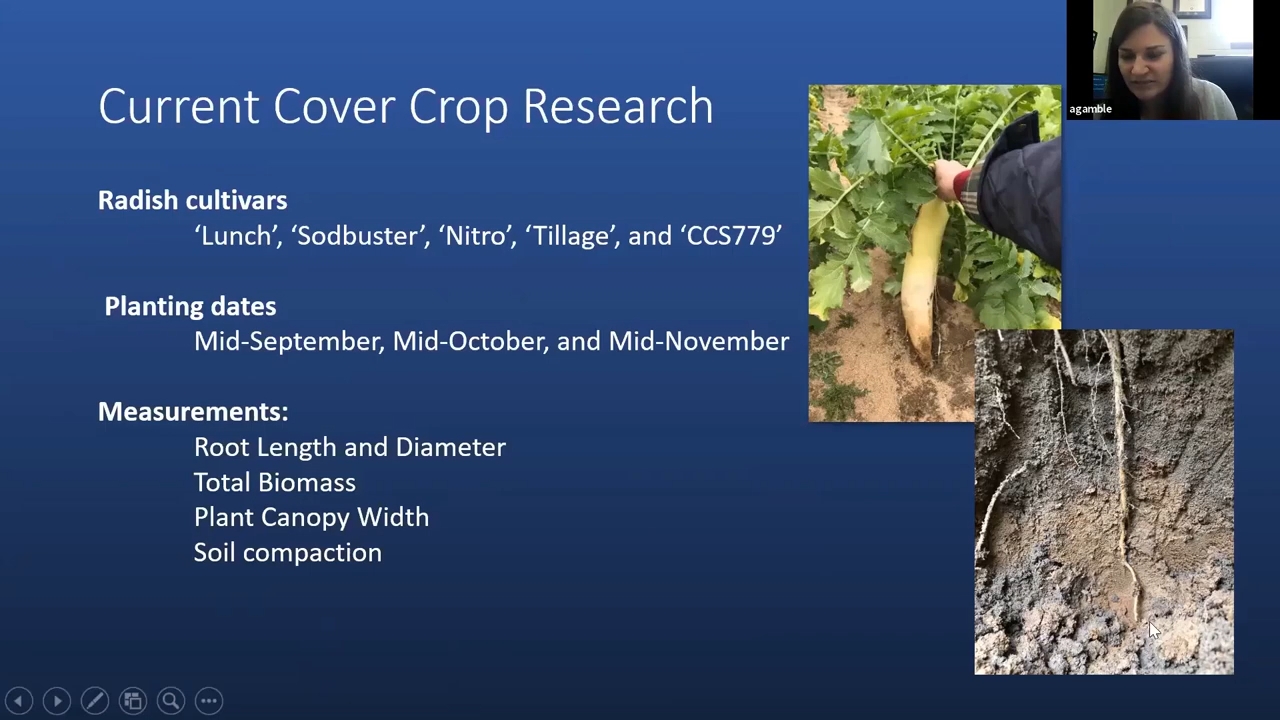 Current Cover Crop Research
agamble
Radish cultivars
‘Lunch’, ‘Sodbuster’, ‘Nitro’, ‘Tillage’, and ‘CCS779’
Planting dates
Mid-September, Mid-October, and Mid-November
Measurements:
Root Length and Diameter
Total Biomass
Plant Canopy Width
Soil compaction